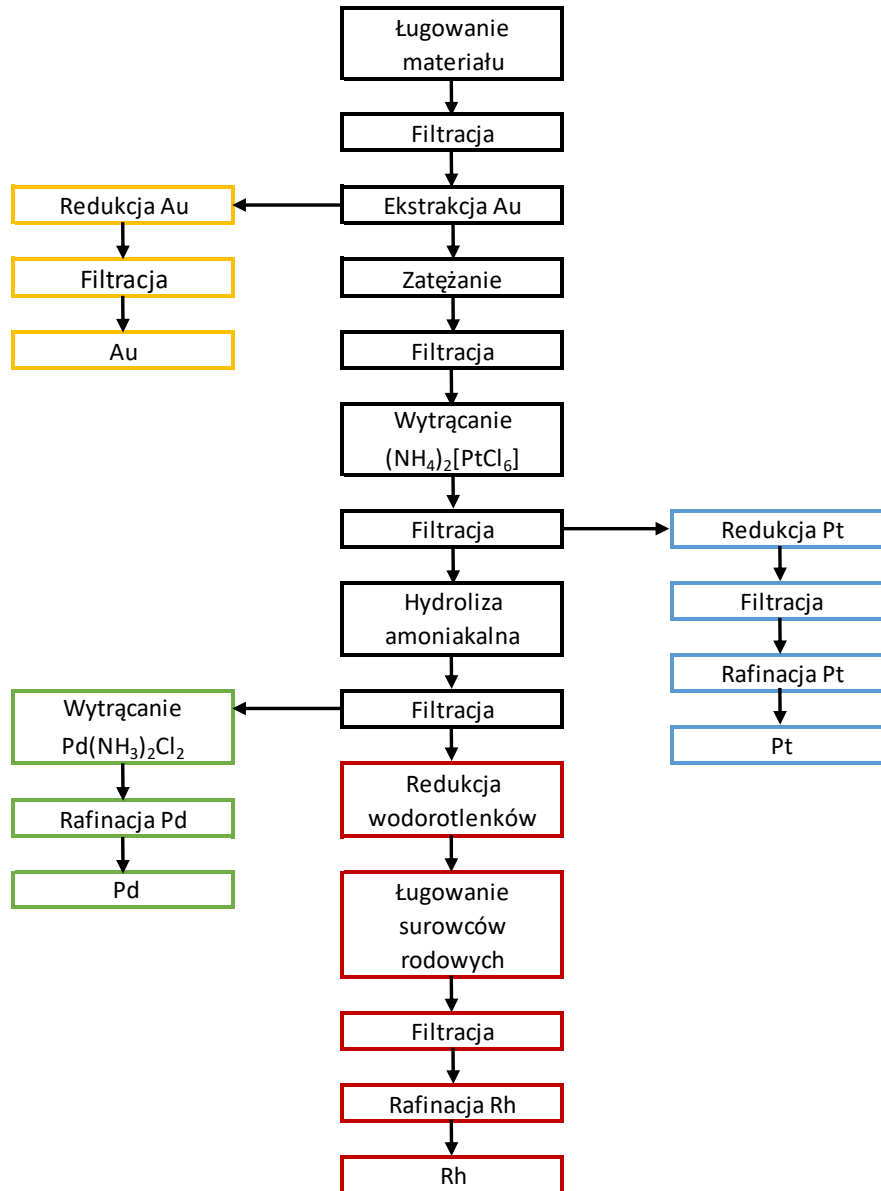 Ługowanie
materiału
Filtracja
Redukcja Au
Ekstrakcja Au
Filtracja
Zatężanie
Au
Filtracja
Wytrącanie
(NH₄)₂[PtCl₆]
Filtracja
Redukcja Pt
Hydroliza
amoniakalna
Filtracja
Rafinacja Pt
Wytrącanie
Pd(NH₃)₂Cl₂
Filtracja
Pt
Redukcja
wodorotlenków
Rafinacja Pd
Pd
Ługowanie
surowców
rodowych
Filtracja
Rafinacja Rh
Rh